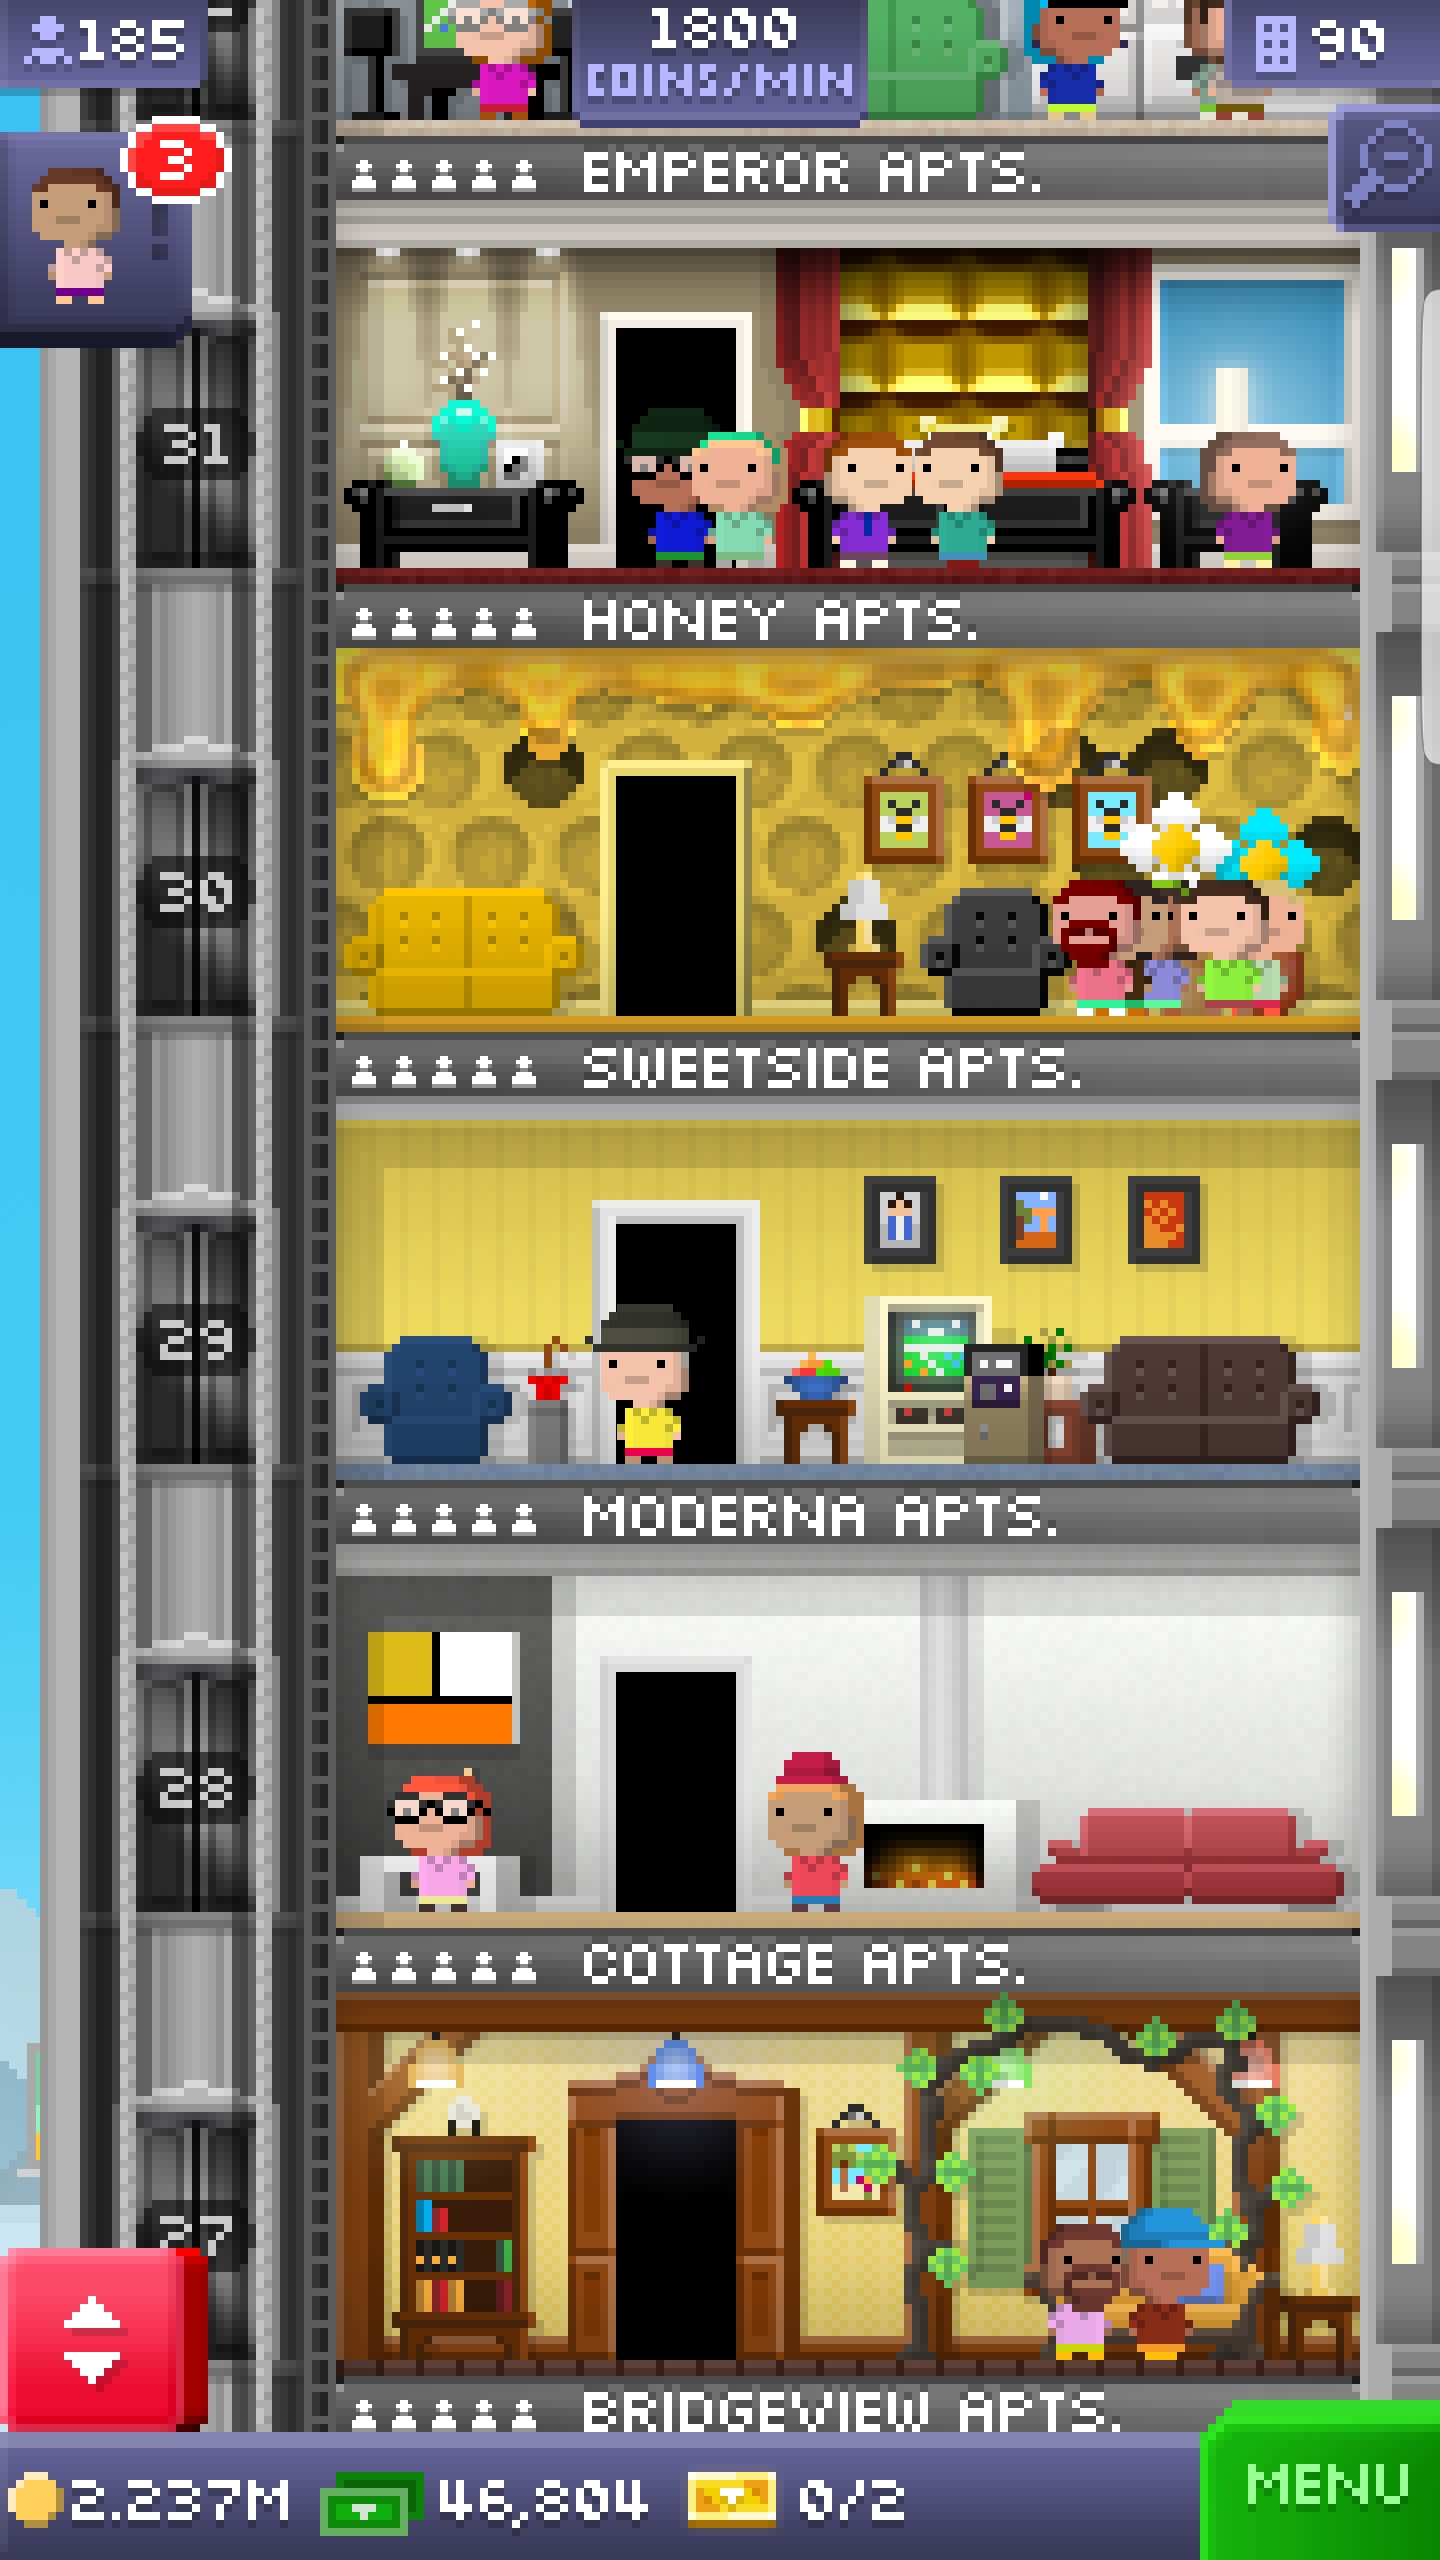 185
1800
COINS/MIN
90
3
EMPEROR APTS.
31
HONEY APTS.
30
SWEETSIDE APTS.
29
MODERNA APTS.
28
COTTAGE APTS.
27
BRIDGEVIEW APTS.
2.237M
46,804
0/2
MENU